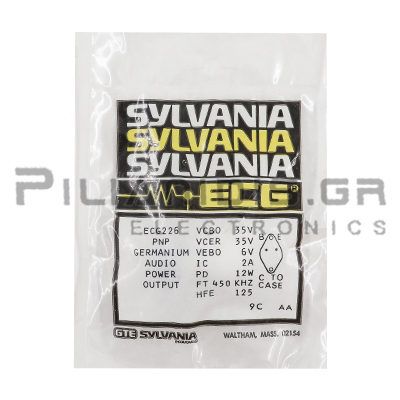 SYLVANIA
SYLVANIA
SYLVANIA
ECG®
PILIADIS.GR
ELECTRONICS
ECG226 VCBO 35V
PNP VCER 35V
GERMANIUM VEBO 6V
AUDIO IC 2A
POWER PD 12W
OUTPUT FT 450 KHZ
HFE 125
B E
C TO
CASE
9C AA
GTE SYLVANIA
WALTHAM, MASS. 02154